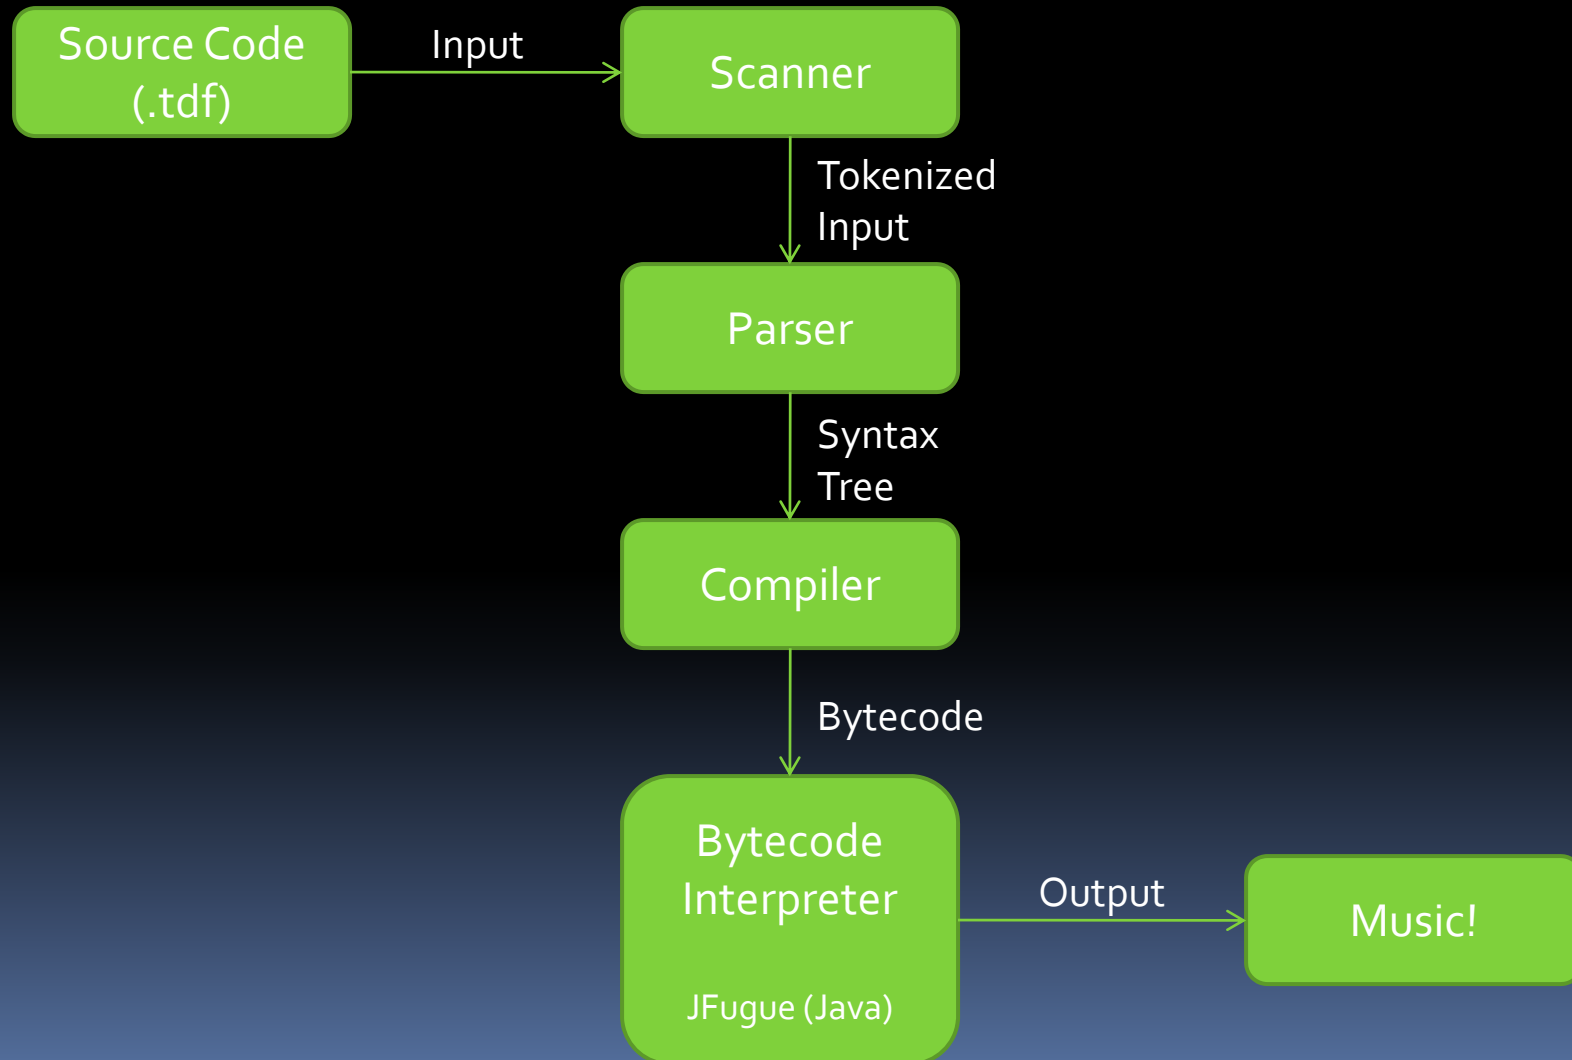 Source Code
(.tdf)
Input
Scanner
Tokenized
Input
Parser
Syntax
Tree
Compiler
Bytecode
Bytecode
Interpreter
JFugue (Java)
Output
Music!